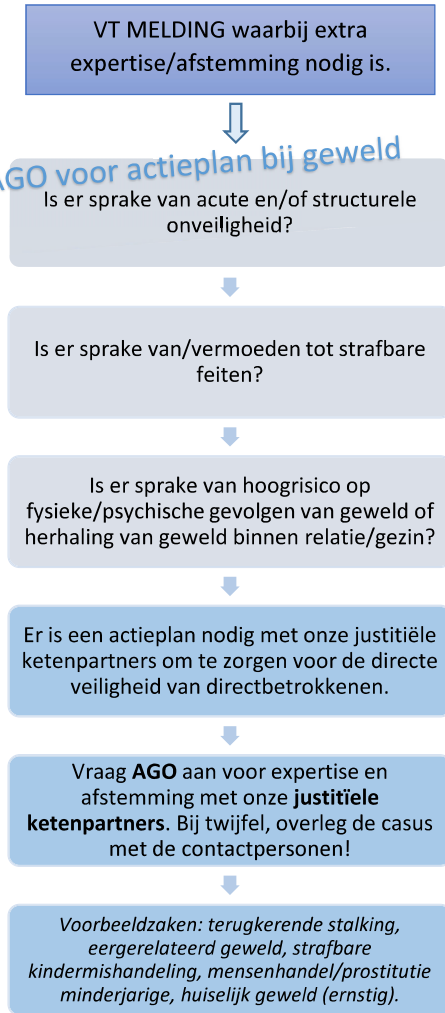 VT MELDING waarbij extra
expertise/afstemming nodig is.
AGO voor actieplan bij geweld
Is er sprake van acute en/of structurele
onveiligheid?
Is er sprake van/vermoeden tot strafbare
feiten?
Is er sprake van hoogrisico op
fysieke/psychische gevolgen van geweld of
herhaling van geweld binnen relatie/gezin?
Er is een actieplan nodig met onze justitiële
ketenpartners om te zorgen voor de directe
veiligheid van directbetrokkenen.
Vraag AGO aan voor expertise en
afstemming met onze justitïele
ketenpartners. Bij twijfel, overleg de casus
met de contactpersonen!
Voorbeeldzaken: terugkerende stalking,
eergerelateerd geweld, strafbare
kindermishandeling, mensenhandel/prostitutie
minderjarige, huiselijk geweld (ernstig).